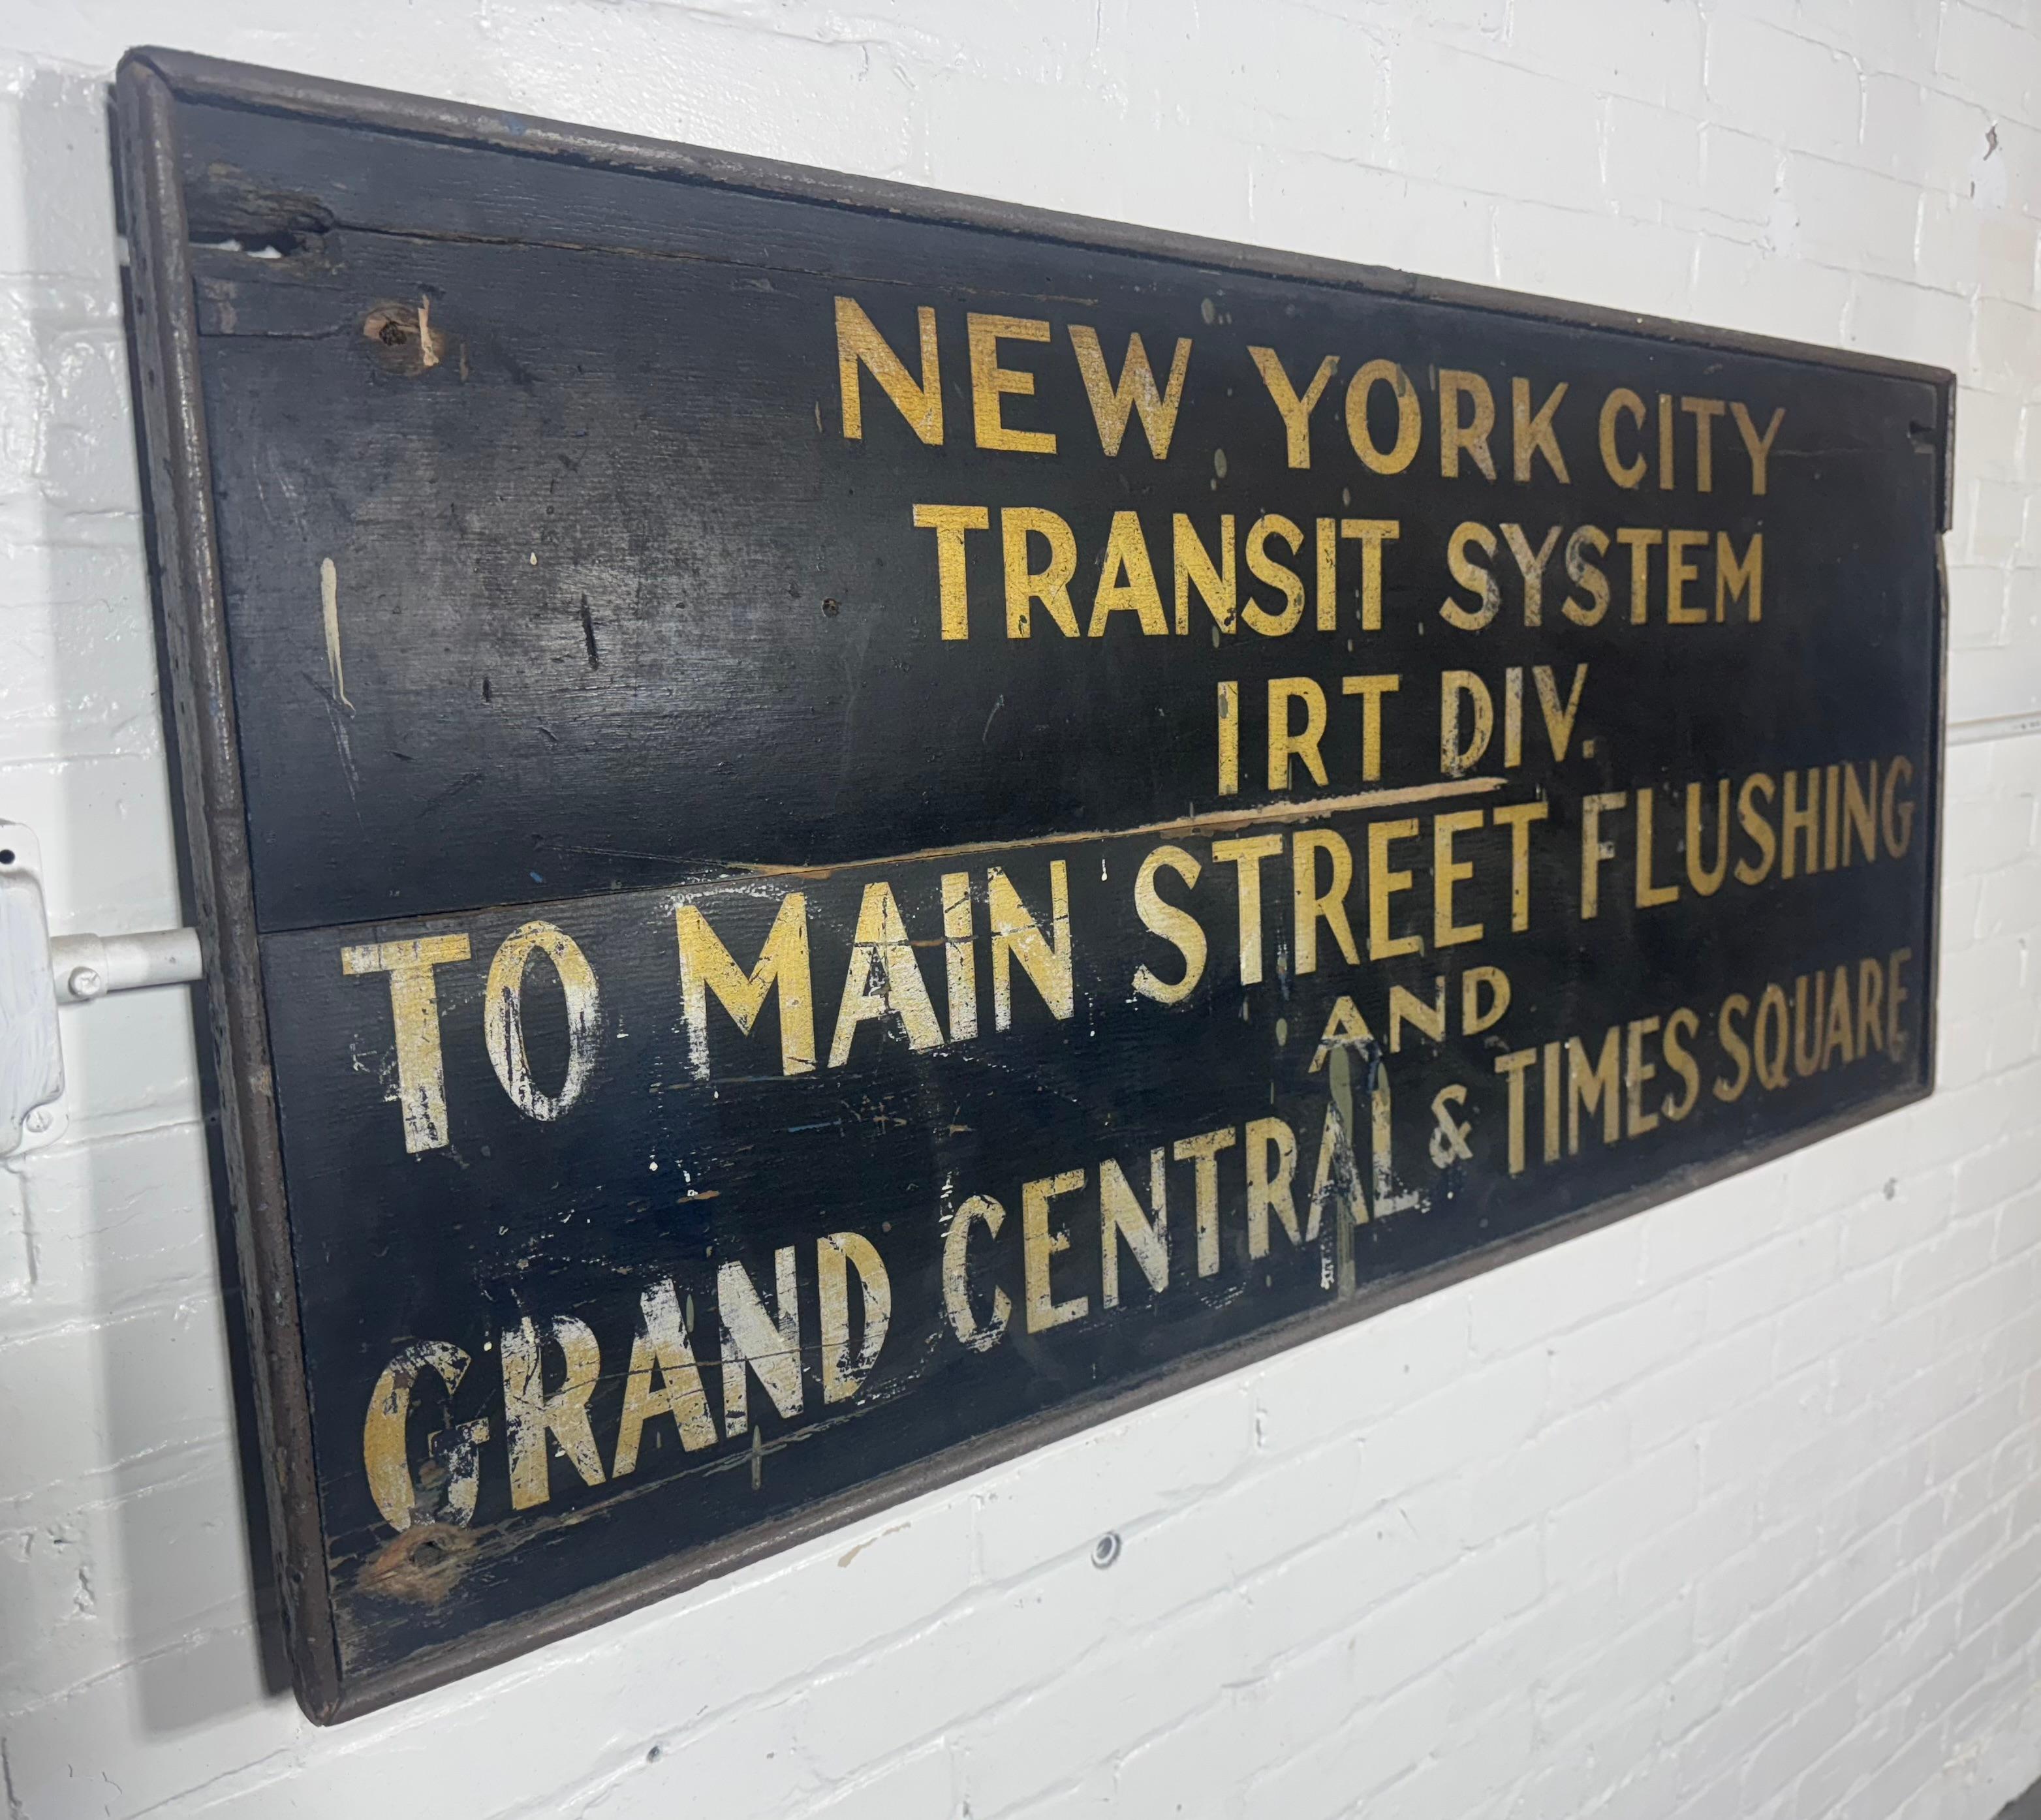 NEW YORK CITY
TRANSIT SYSTEM
IRT DIV.
TO MAIN STREET FLUSHING
AND
GRAND CENTRAL & TIMES SQUARE